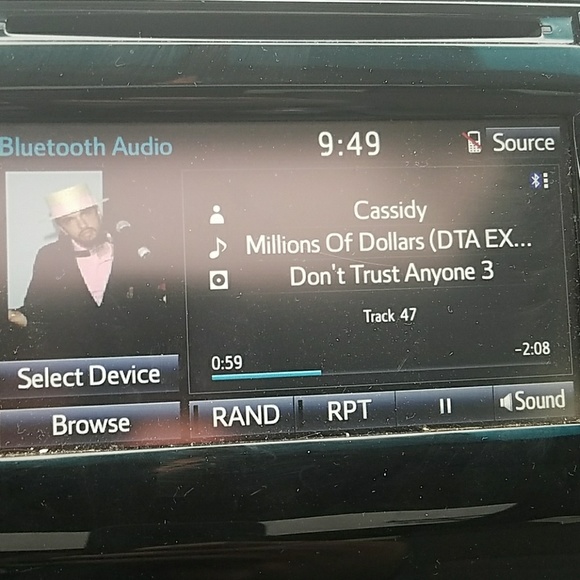 Bluetooth Audio
9:49
Source
Cassidy
Millions Of Dollars (DTA EX...
Don't Trust Anyone 3
Track 47
0:59
-2:08
Select Device
Browse
RAND
RPT
Sound